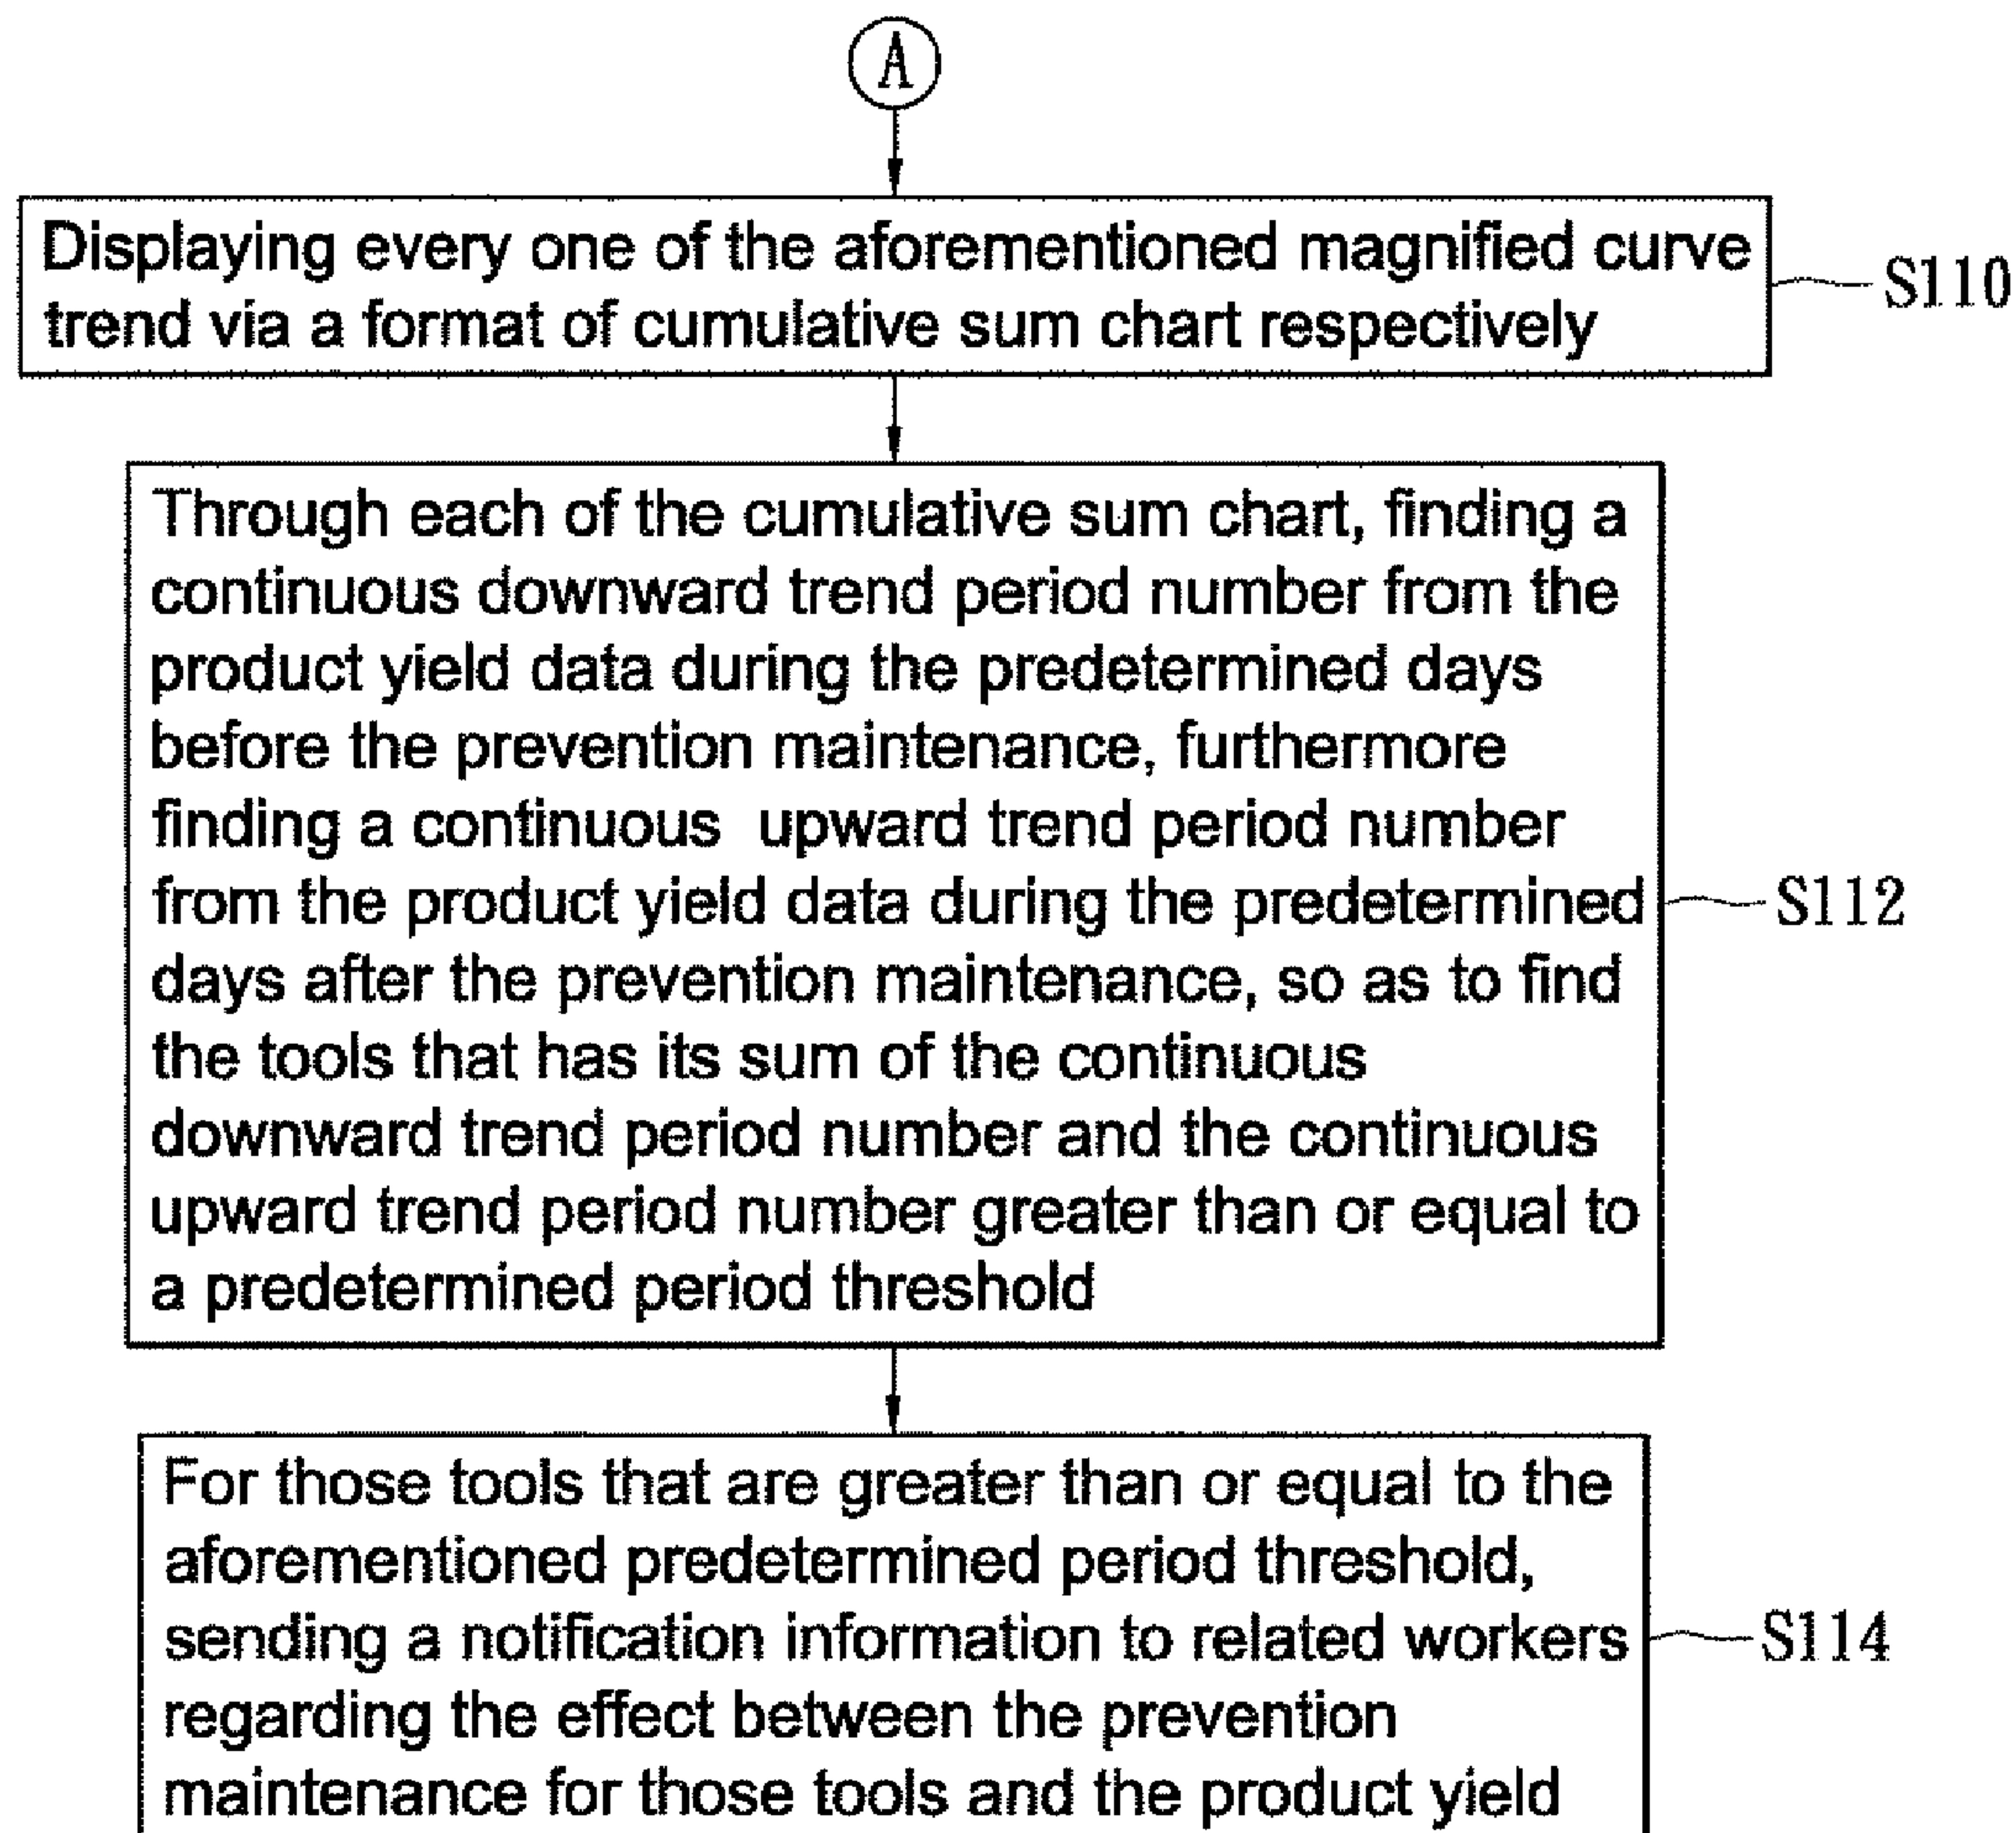 A
Displaying every one of the aforementioned magnified curve
trend via a format of cumulative sum chart respectively
S110
Through each of the cumulative sum chart, finding a
continuous downward trend period number from the
product yield data during the predetermined days
before the prevention maintenance, furthermore
finding a continuous upward trend period number
from the product yield data during the predetermined
days after the prevention maintenance, so as to find
the tools that has its sum of the continuous
downward trend period number and the continuous
upward trend period number greater than or equal to
a predetermined period threshold
S112
For those tools that are greater than or equal to the
aforementioned predetermined period threshold,
sending a notification information to related workers
regarding the effect between the prevention
maintenance for those tools and the product yield
S114